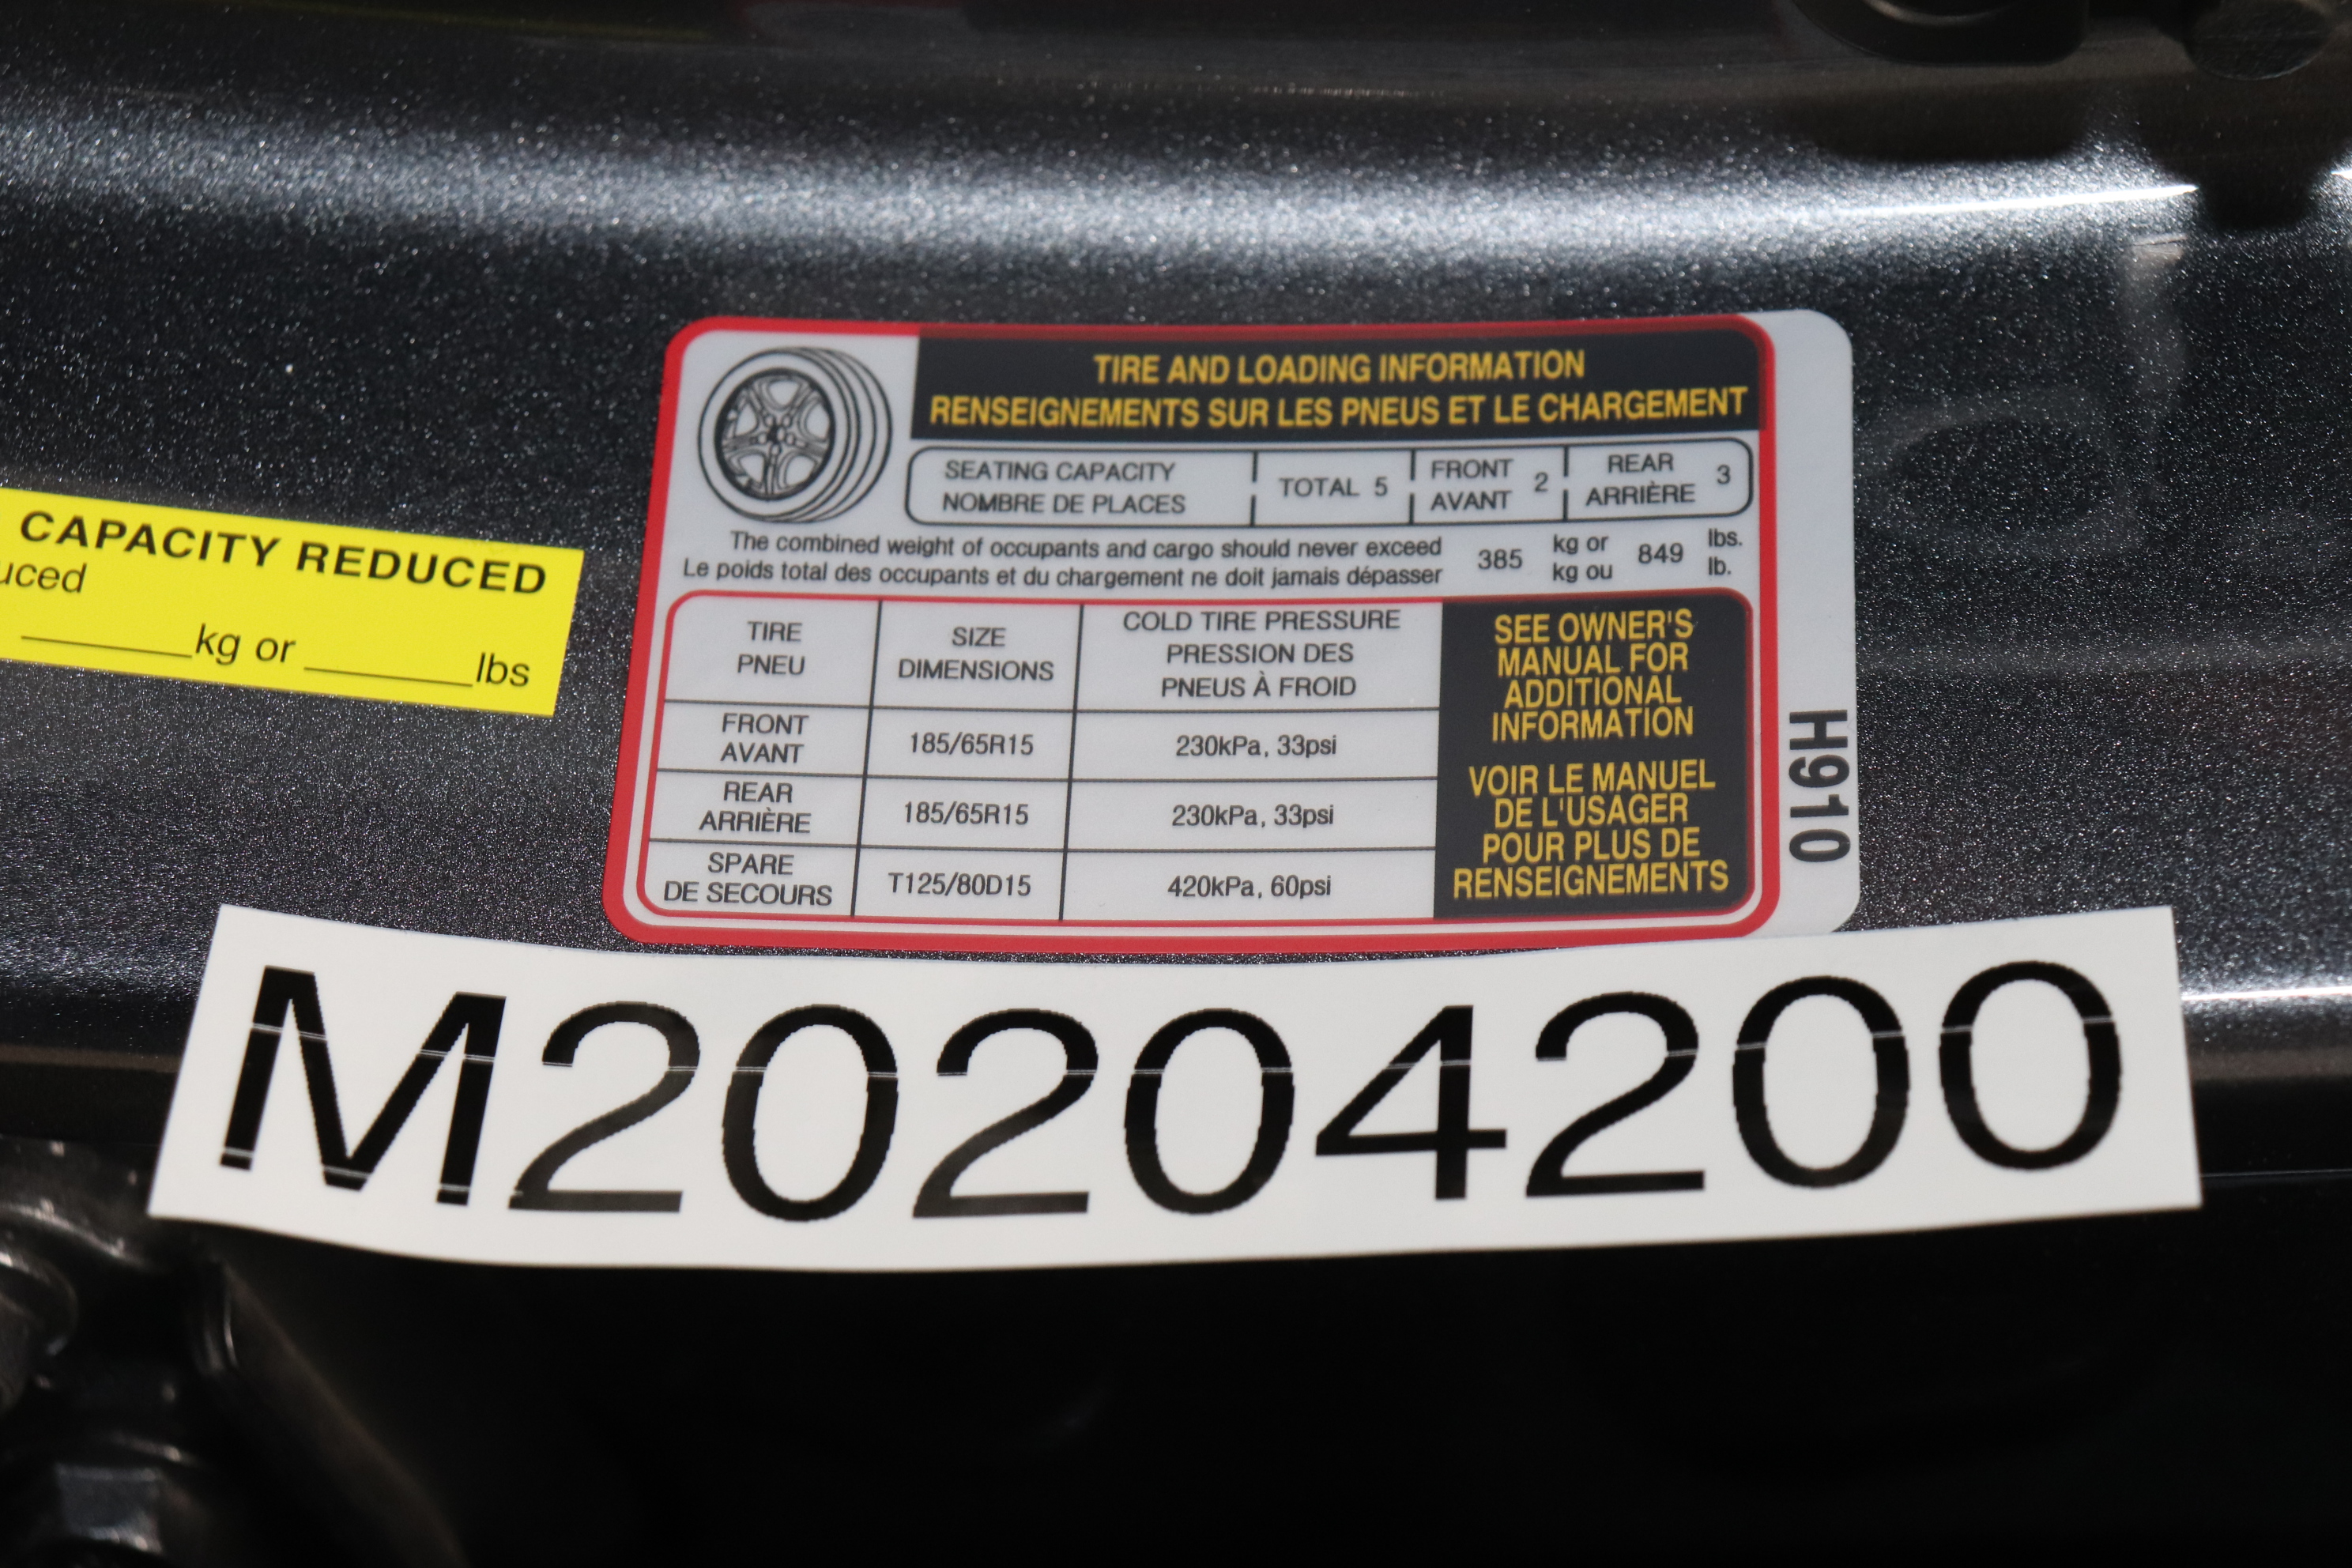 TIRE AND LOADING INFORMATION
RENSEIGNEMENTS SUR LES PNEUS ET LE CHARGEMENT
SEATING CAPACITY
NOMBRE DE PLACES
TOTAL 5
FRONT
AVANT
2
REAR
ARRIÈRE
3
The combined weight of occupants and cargo should never exceed
Le poids total des occupants et du chargement ne doit jamais dépasser
385
kg or
kg ou
849
lbs.
lb.
TIRE
PNEU
SIZE
DIMENSIONS
COLD TIRE PRESSURE
PRESSION DES
PNEUS À FROID
FRONT
AVANT
185/65R15
230kPa, 33psi
REAR
ARRIÈRE
185/65R15
230kPa, 33psi
SPARE
DE SECOURS
T125/80D15
420kPa, 60psi
SEE OWNER'S
MANUAL FOR
ADDITIONAL
INFORMATION
VOIR LE MANUEL
DE L'USAGER
POUR PLUS DE
RENSEIGNEMENTS
H910
CAPACITY REDUCED
uced
_______kg or _______lbs
M20204200